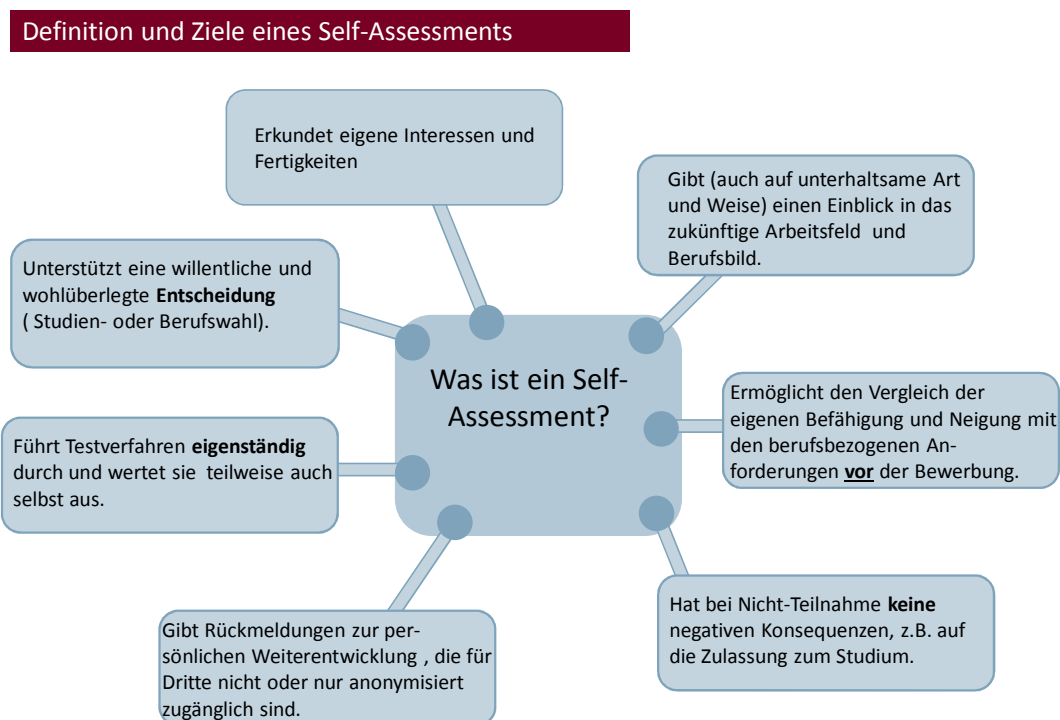 Definition und Ziele eines Self-Assessments
Erkundet eigene Interessen und
Fertigkeiten
Gibt (auch auf unterhaltsame Art
und Weise) einen Einblick in das
zukünftige Arbeitsfeld und
Berufsbild.
Unterstützt eine willentliche und
wohlüberlegte Entscheidung
( Studien- oder Berufswahl).
Was ist ein Self-
Assessment?
Ermöglicht den Vergleich der
eigenen Befähigung und Neigung mit
den berufsbezogenen An-
forderungen vor der Bewerbung.
Führt Testverfahren eigenständig
durch und wertet sie teilweise auch
selbst aus.
Hat bei Nicht-Teilnahme keine
negativen Konsequenzen, z.B. auf
die Zulassung zum Studium.
Gibt Rückmeldungen zur per-
sönlichen Weiterentwicklung , die für
Dritte nicht oder nur anonymisiert
zugänglich sind.